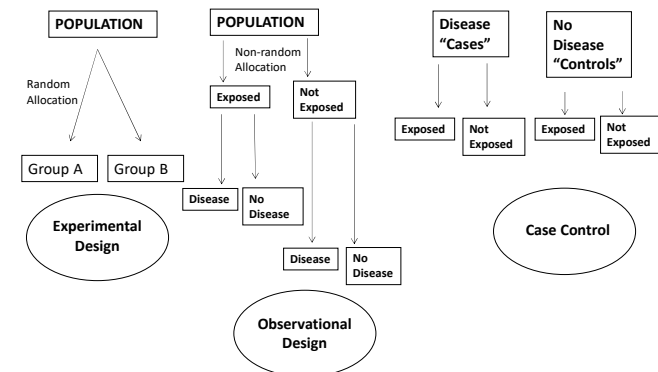 POPULATION
Random
Allocation
Group A
Group B
Experimental
Design
POPULATION
Non-random
Allocation
Exposed
Not
Exposed
Disease
No
Disease
Disease
No
Disease
Observational
Design
Disease
“Cases”
No
Disease
“Controls”
Exposed
Not
Exposed
Exposed
Not
Exposed
Case Control